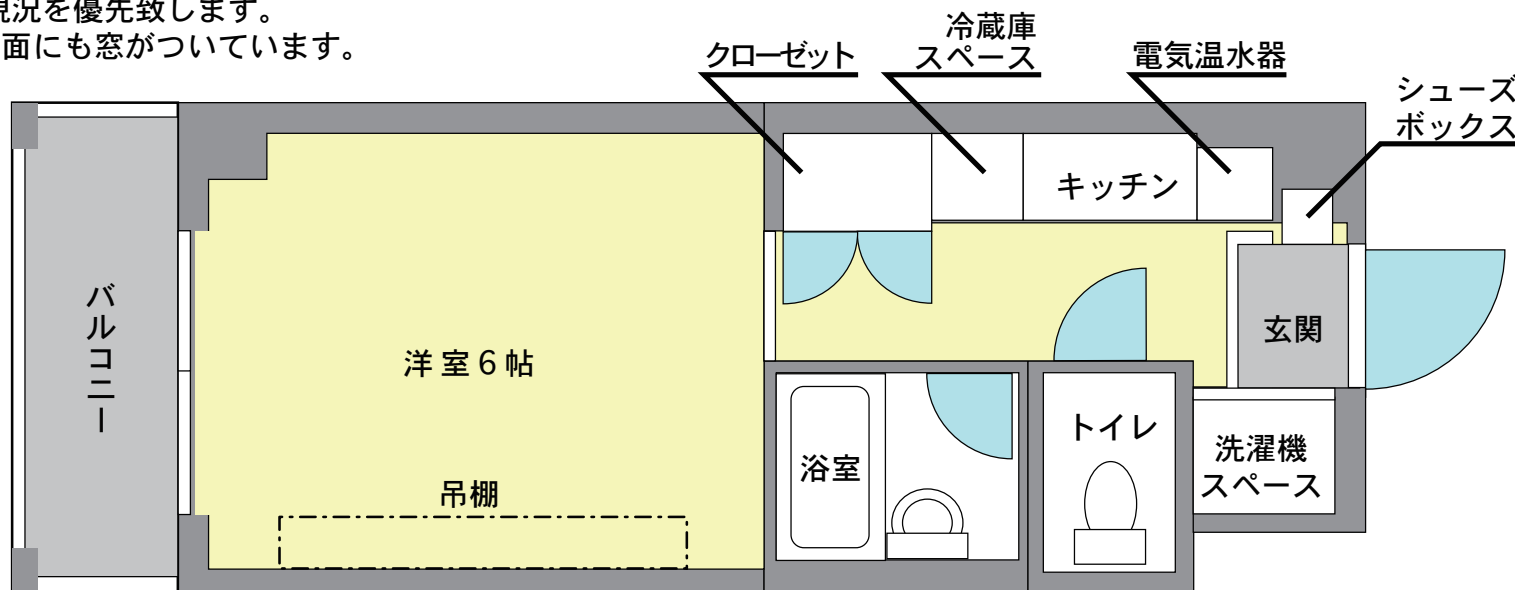 現況を優先致します。
面にも窓がついています。
クローゼット
冷蔵庫
スペース
電気温水器
シューズ
ボックス
キッチン
バルコニー
洋室6帖
玄関
吊棚
浴室
トイレ
洗濯機
スペース